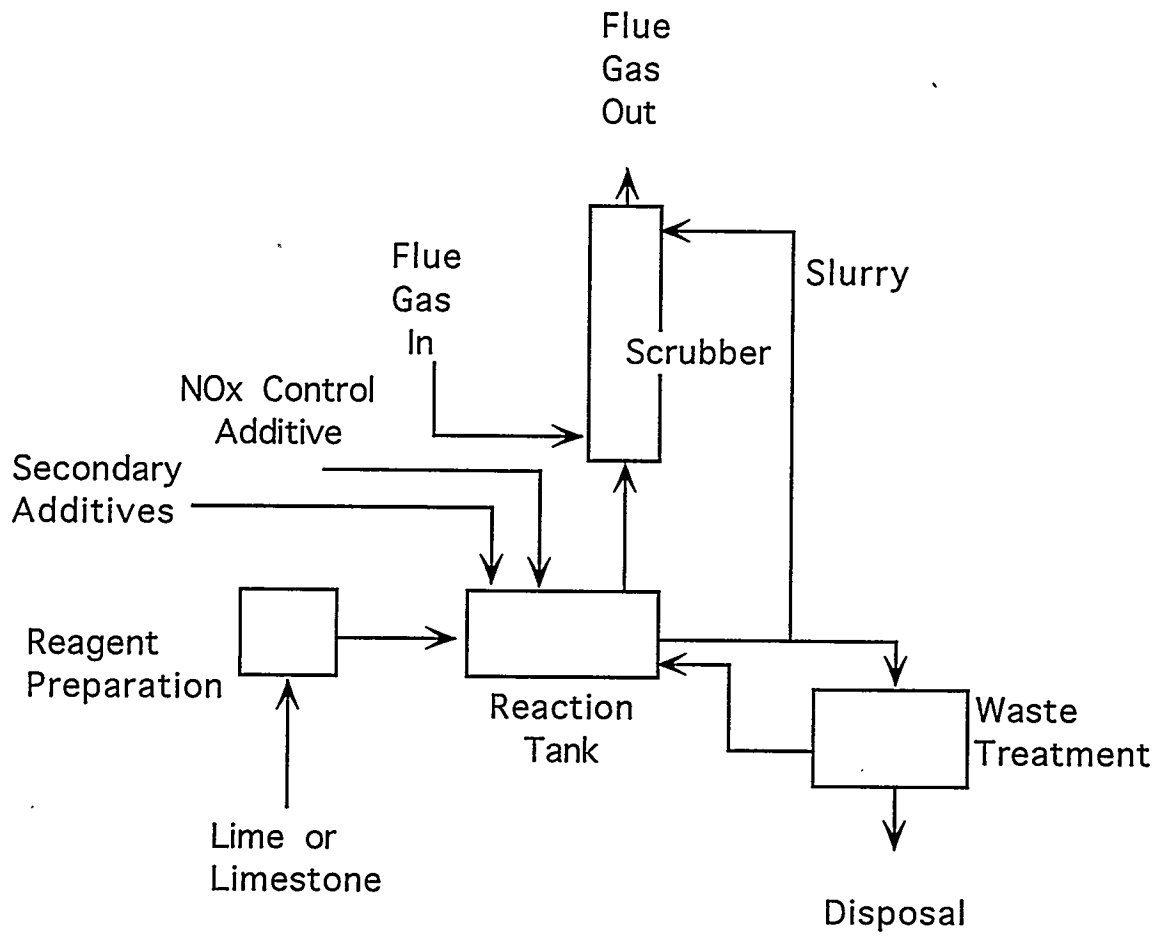 Flue
Gas
Out
Flue
Gas
In
Slurry
Scrubber
NOx Control
Additive
Secondary
Additives
Reagent
Preparation
Reaction
Tank
Waste
Treatment
Lime or
Limestone
Disposal